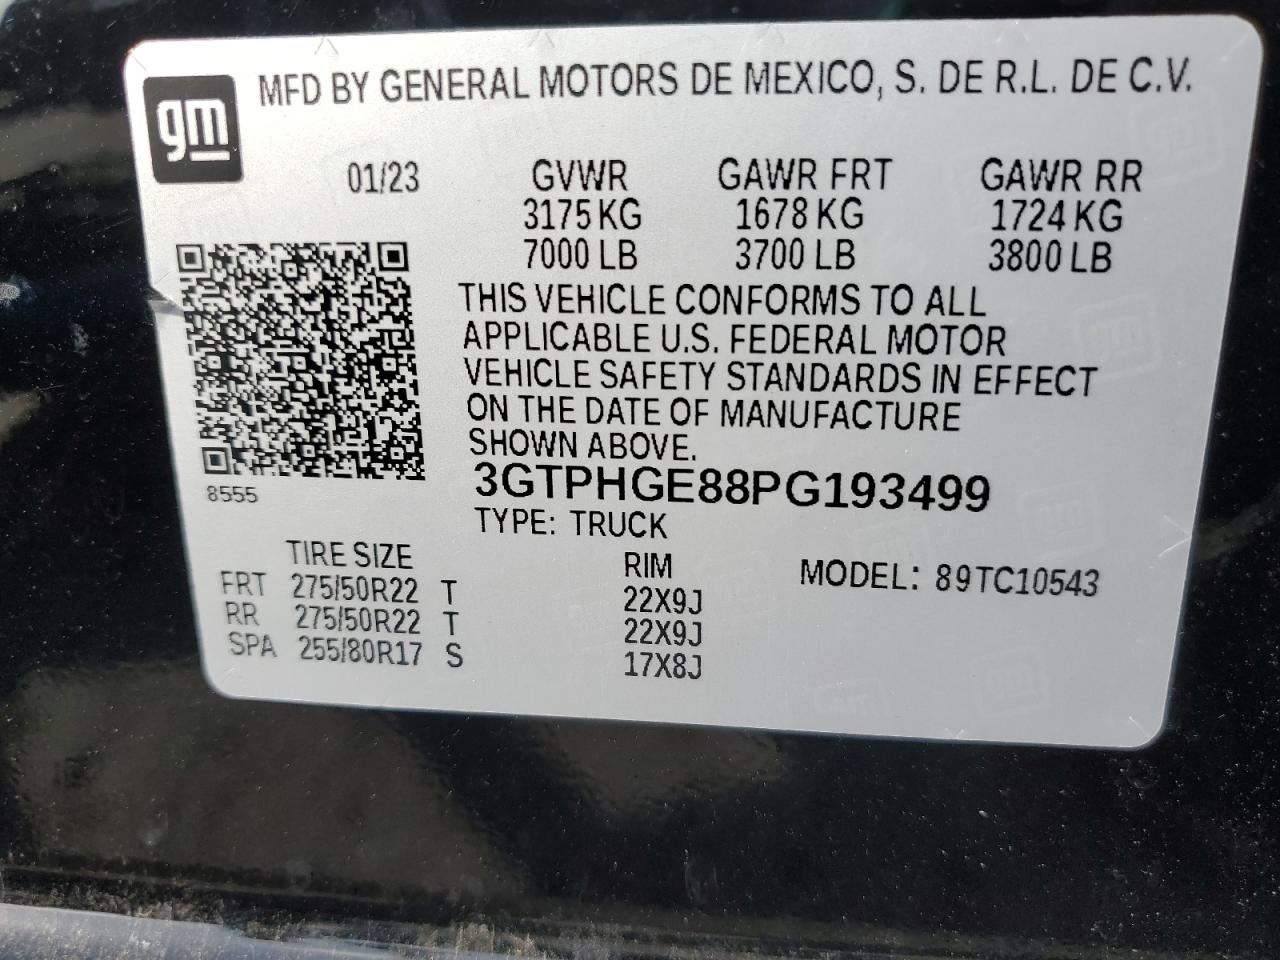 gm
MFD BY GENERAL MOTORS DE MEXICO, S. DE R.L. DE C.V.
01/23 GVWR GAWR FRT GAWR RR
3175 KG 1678 KG 1724 KG
7000 LB 3700 LB 3800 LB
THIS VEHICLE CONFORMS TO ALL
APPLICABLE U.S. FEDERAL MOTOR
VEHICLE SAFETY STANDARDS IN EFFECT
ON THE DATE OF MANUFACTURE
SHOWN ABOVE.
3GTPHGE88PG193499
8555
TYPE: TRUCK
TIRE SIZE RIM MODEL: 89TC10543
FRT 275/50R22 T 22X9J
RR 275/50R22 T 22X9J
SPA 255/80R17 S 17X8J